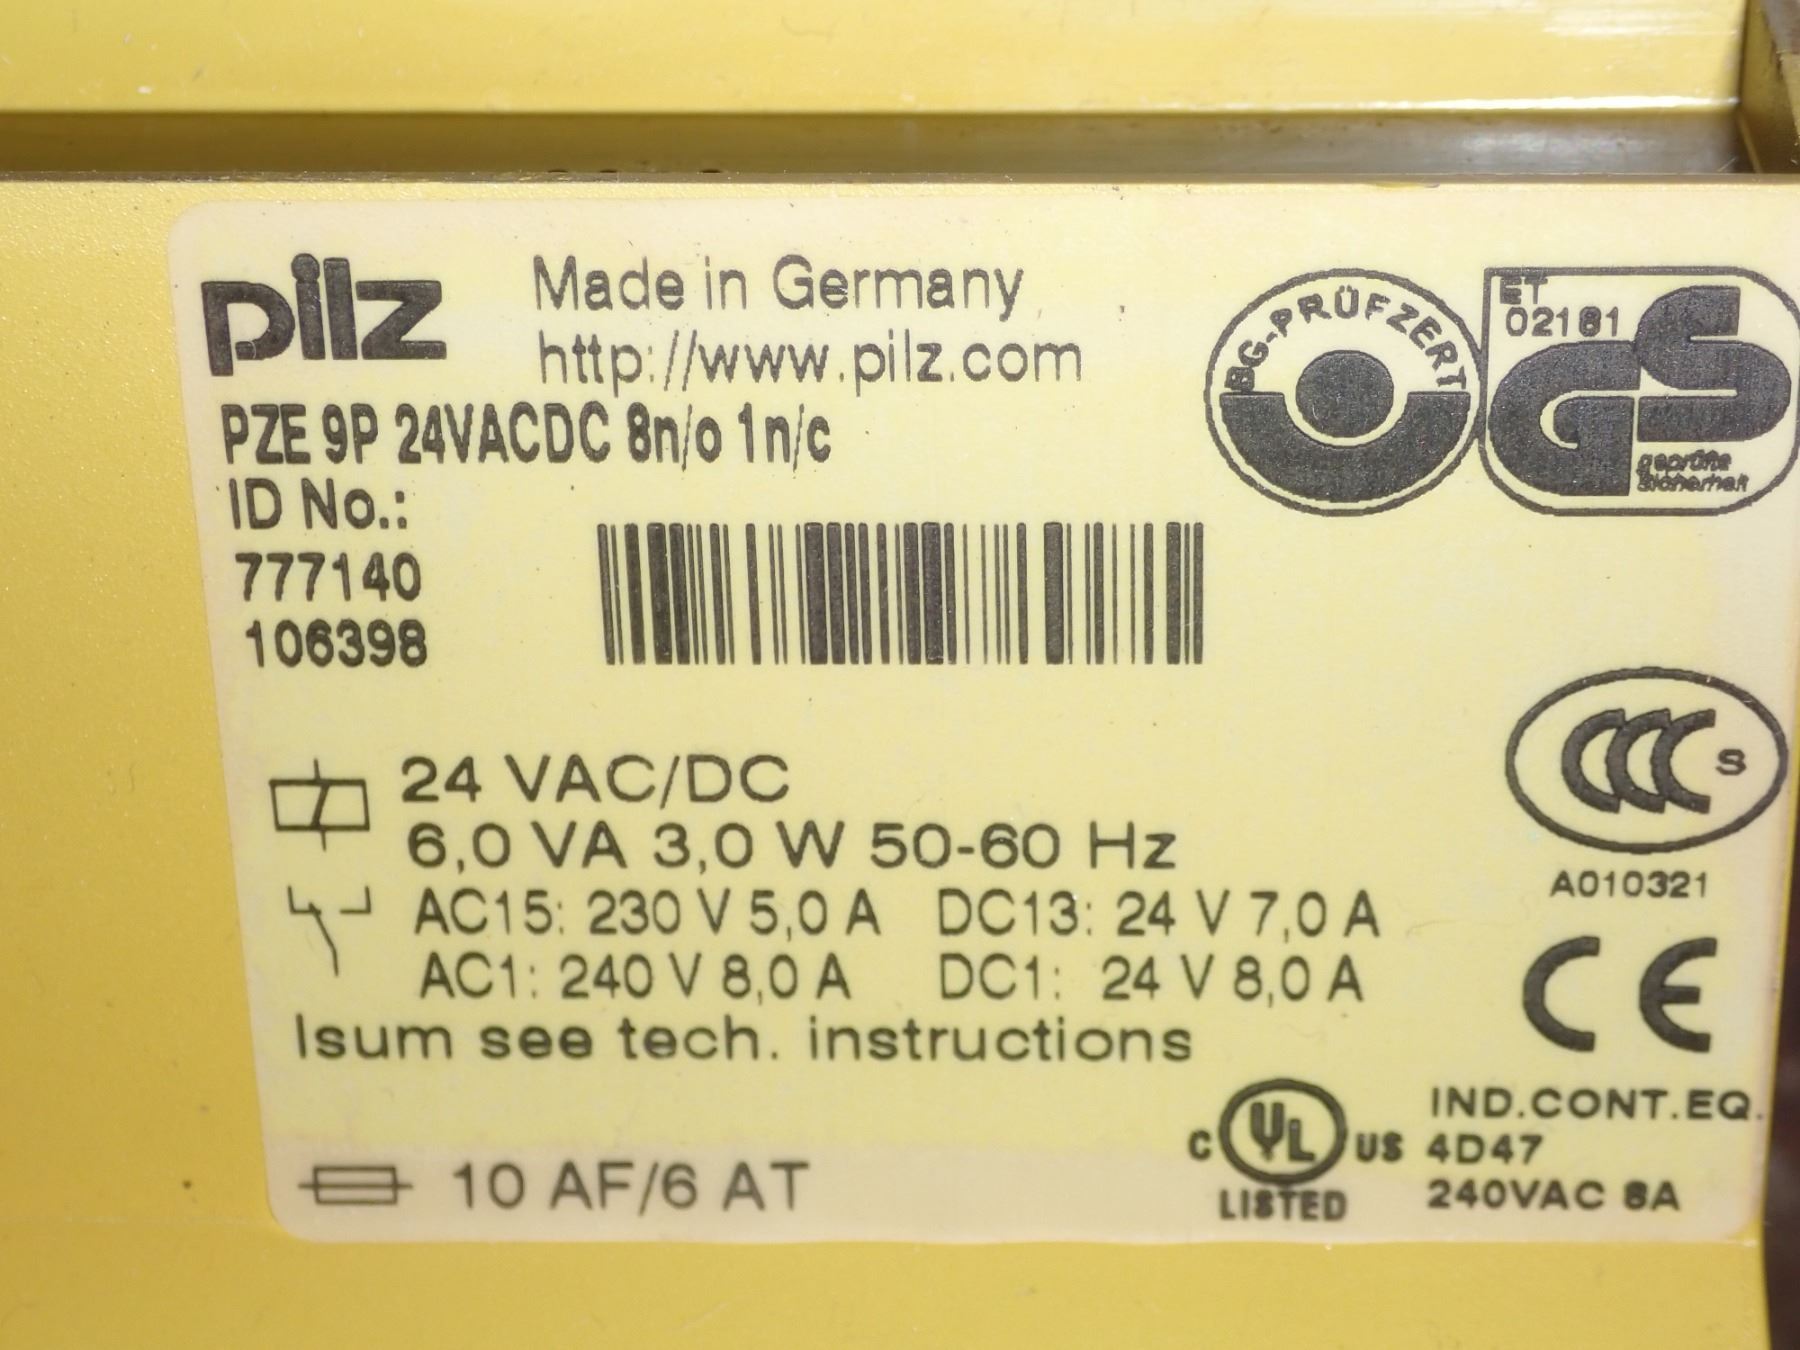 pilz
Made in Germany
http://www.pilz.com
PZE 9P 24VACDC 8n/o 1n/c
ID No.:
777140
106398
BG-PRÜFZERT
ET
02181
GS
geprüfte
Sicherheit
24 VAC/DC
6,0 VA 3,0 W 50-60 Hz
AC15: 230 V 5,0 A DC13: 24 V 7,0 A
AC1: 240 V 8,0 A DC1: 24 V 8,0 A
Isum see tech. instructions
10 AF/6 AT
CCC S
A010321
CE
C UL US
LISTED
IND.CONT.EQ.
4D47
240VAC 8A